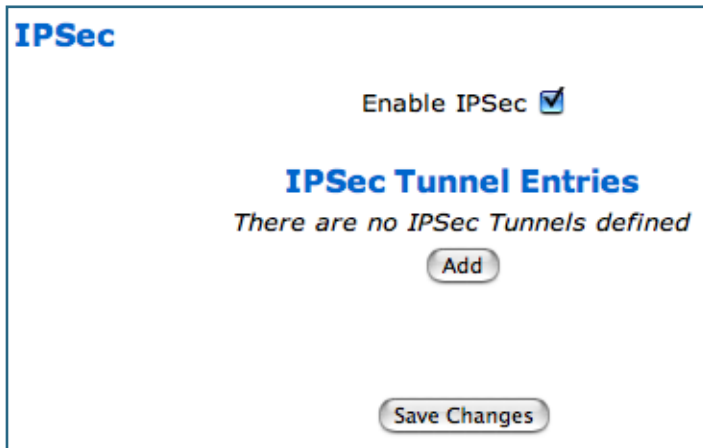 IPSec
Enable IPSec
IPSec Tunnel Entries
There are no IPSec Tunnels defined
Add
Save Changes